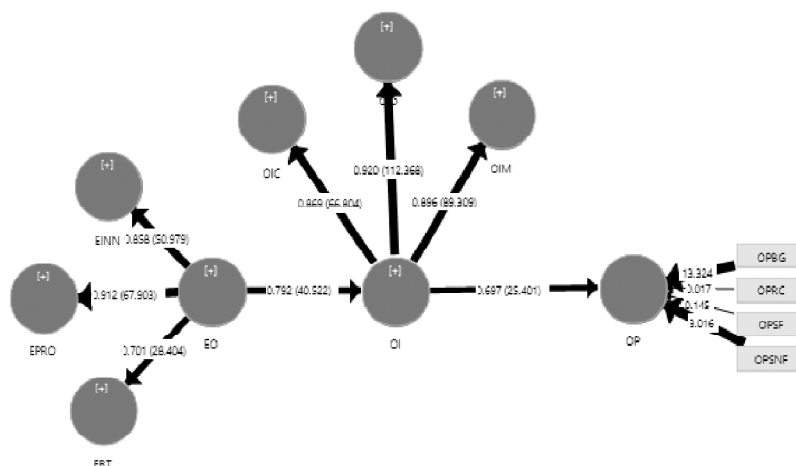 [+]
[+]
[+]
OIC
OIM
[+]
0.920 (112.368)
0.869 (66.804)
0.896 (89.309)
EINN
0.858 (50.979)
[+]
[+]
[+]
0.912 (67.903)
0.792 (40.522)
0.697 (25.401)
OPBG
13.324
OPRC
0.017
0.145
OPSF
EPRO
EO
OI
OP
0.701 (28.404)
OPSNF
[+]